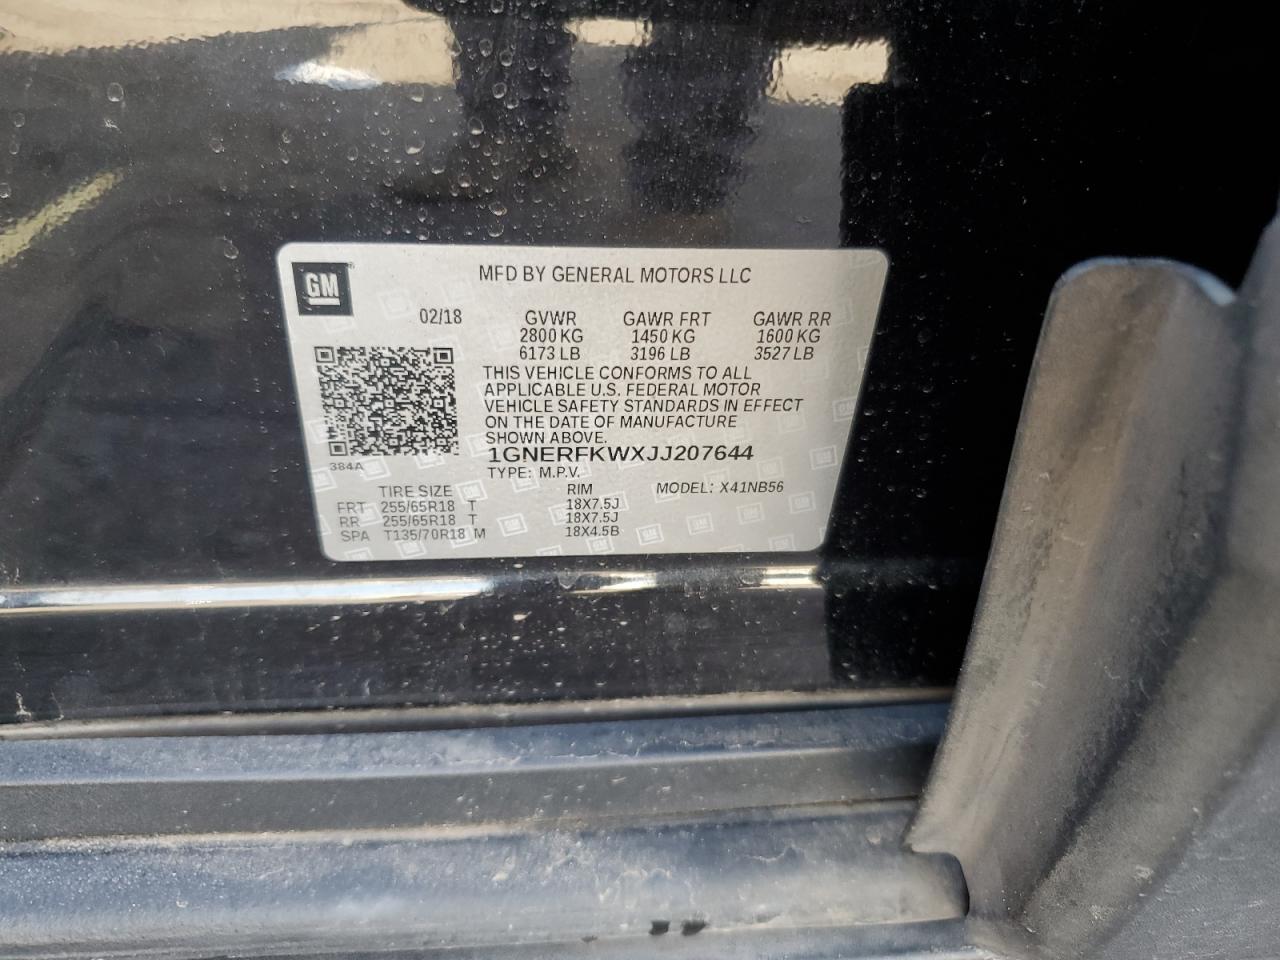 GM
MFD BY GENERAL MOTORS LLC
02/18 GVWR GAWR FRT GAWR RR
2800 KG 1450 KG 1600 KG
6173 LB 3196 LB 3527 LB
THIS VEHICLE CONFORMS TO ALL
APPLICABLE U.S. FEDERAL MOTOR
VEHICLE SAFETY STANDARDS IN EFFECT
ON THE DATE OF MANUFACTURE
SHOWN ABOVE.
384A 1GNERFKWXJJ207644
TYPE: M.P.V.
TIRE SIZE RIM MODEL: X41NB56
FRT 255/65R18 T 18X7.5J
RR 255/65R18 T 18X7.5J
SPA T135/70R18 M 18X4.5B